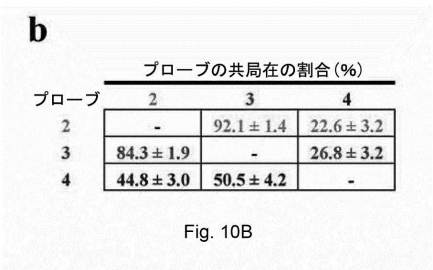 b
プローブの共局在の割合(%)
プローブ 2 3 4
2 - 92.1 ± 1.4 22.6 ± 3.2
3 84.3 ± 1.9 - 26.8 ± 3.2
4 44.8 ± 3.0 50.5 ± 4.2 -
Fig. 10B